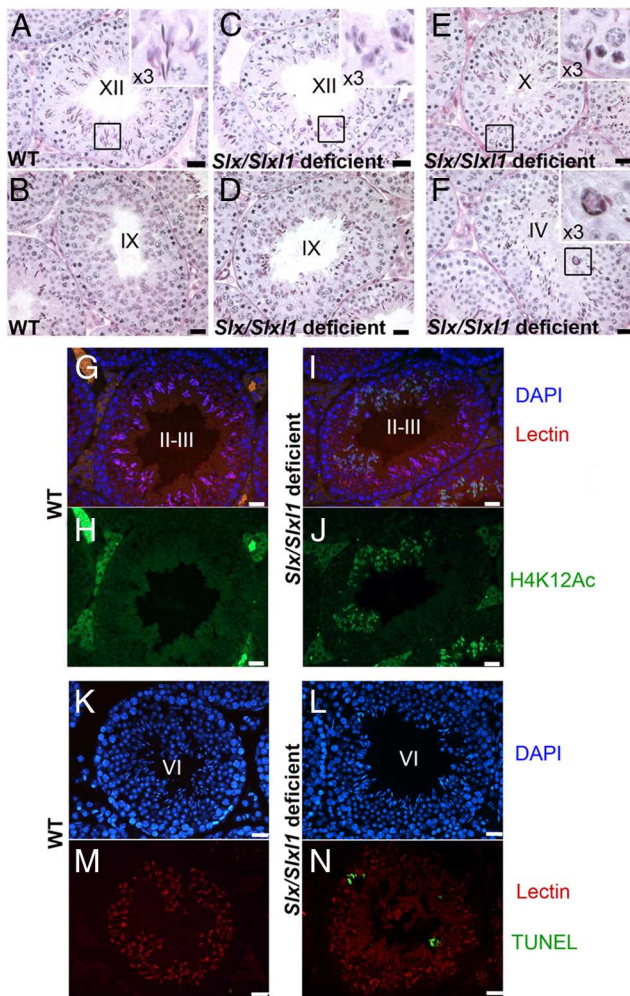 A
XII
x3
WT
C
XII
x3
Slx/Slxl1 deficient
E
X
x3
Slx/Slxl1 deficient
B
IX
WT
D
IX
Slx/Slxl1 deficient
F
IV
x3
Slx/Slxl1 deficient
G
II-III
I
II-III
DAPI
Lectin
WT
Slx/Slxl1 deficient
H
J
H4K12Ac
K
VI
L
VI
DAPI
WT
Slx/Slxl1 deficient
M
N
Lectin
TUNEL